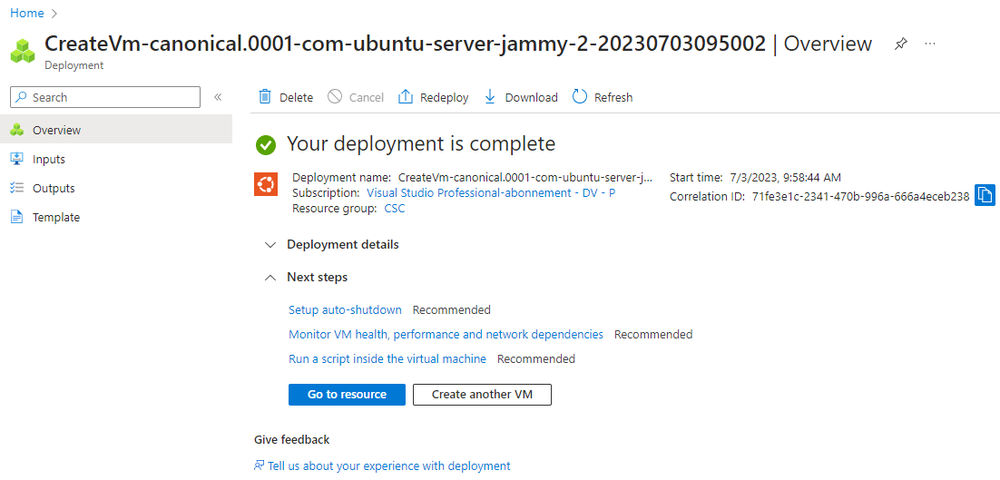 Home
CreateVm-canonical.0001-com-ubuntu-server-jammy-2-20230703095002 | Overview
Deployment
Search
Overview
Inputs
Outputs
Template
Delete Cancel Redeploy Download Refresh
Your deployment is complete
Deployment name: CreateVm-canonical.0001-com-ubuntu-server-j... Start time: 7/3/2023, 9:58:44 AM
Subscription: Visual Studio Professional-abonnement - DV - P Correlation ID: 71fe3e1c-2341-470b-996a-666a4eceb238
Resource group: CSC
Deployment details
Next steps
Setup auto-shutdown Recommended
Monitor VM health, performance and network dependencies Recommended
Run a script inside the virtual machine Recommended
Go to resource Create another VM
Give feedback
Tell us about your experience with deployment